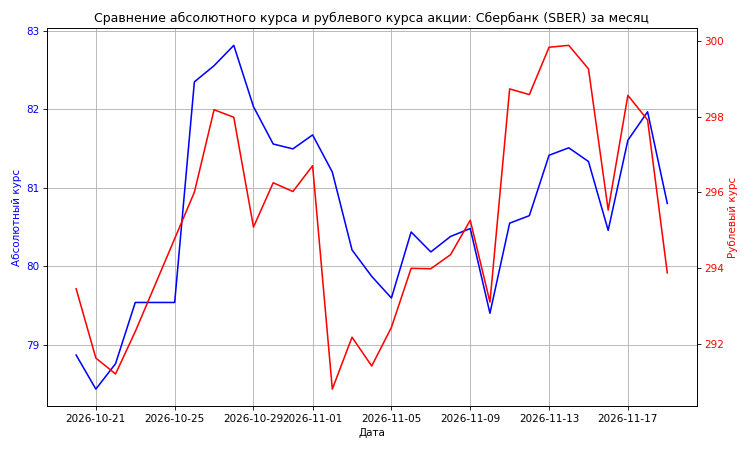 Сравнение абсолютного курса и рублевого курса акции: Сбербанк (SBER) за месяц
Абсолютный курс
83
82
81
80
79
300
298
296
294
292
Рублевый курс
2026-10-21 2026-10-25 2026-10-29 2026-11-01 2026-11-05 2026-11-09 2026-11-13 2026-11-17
Дата